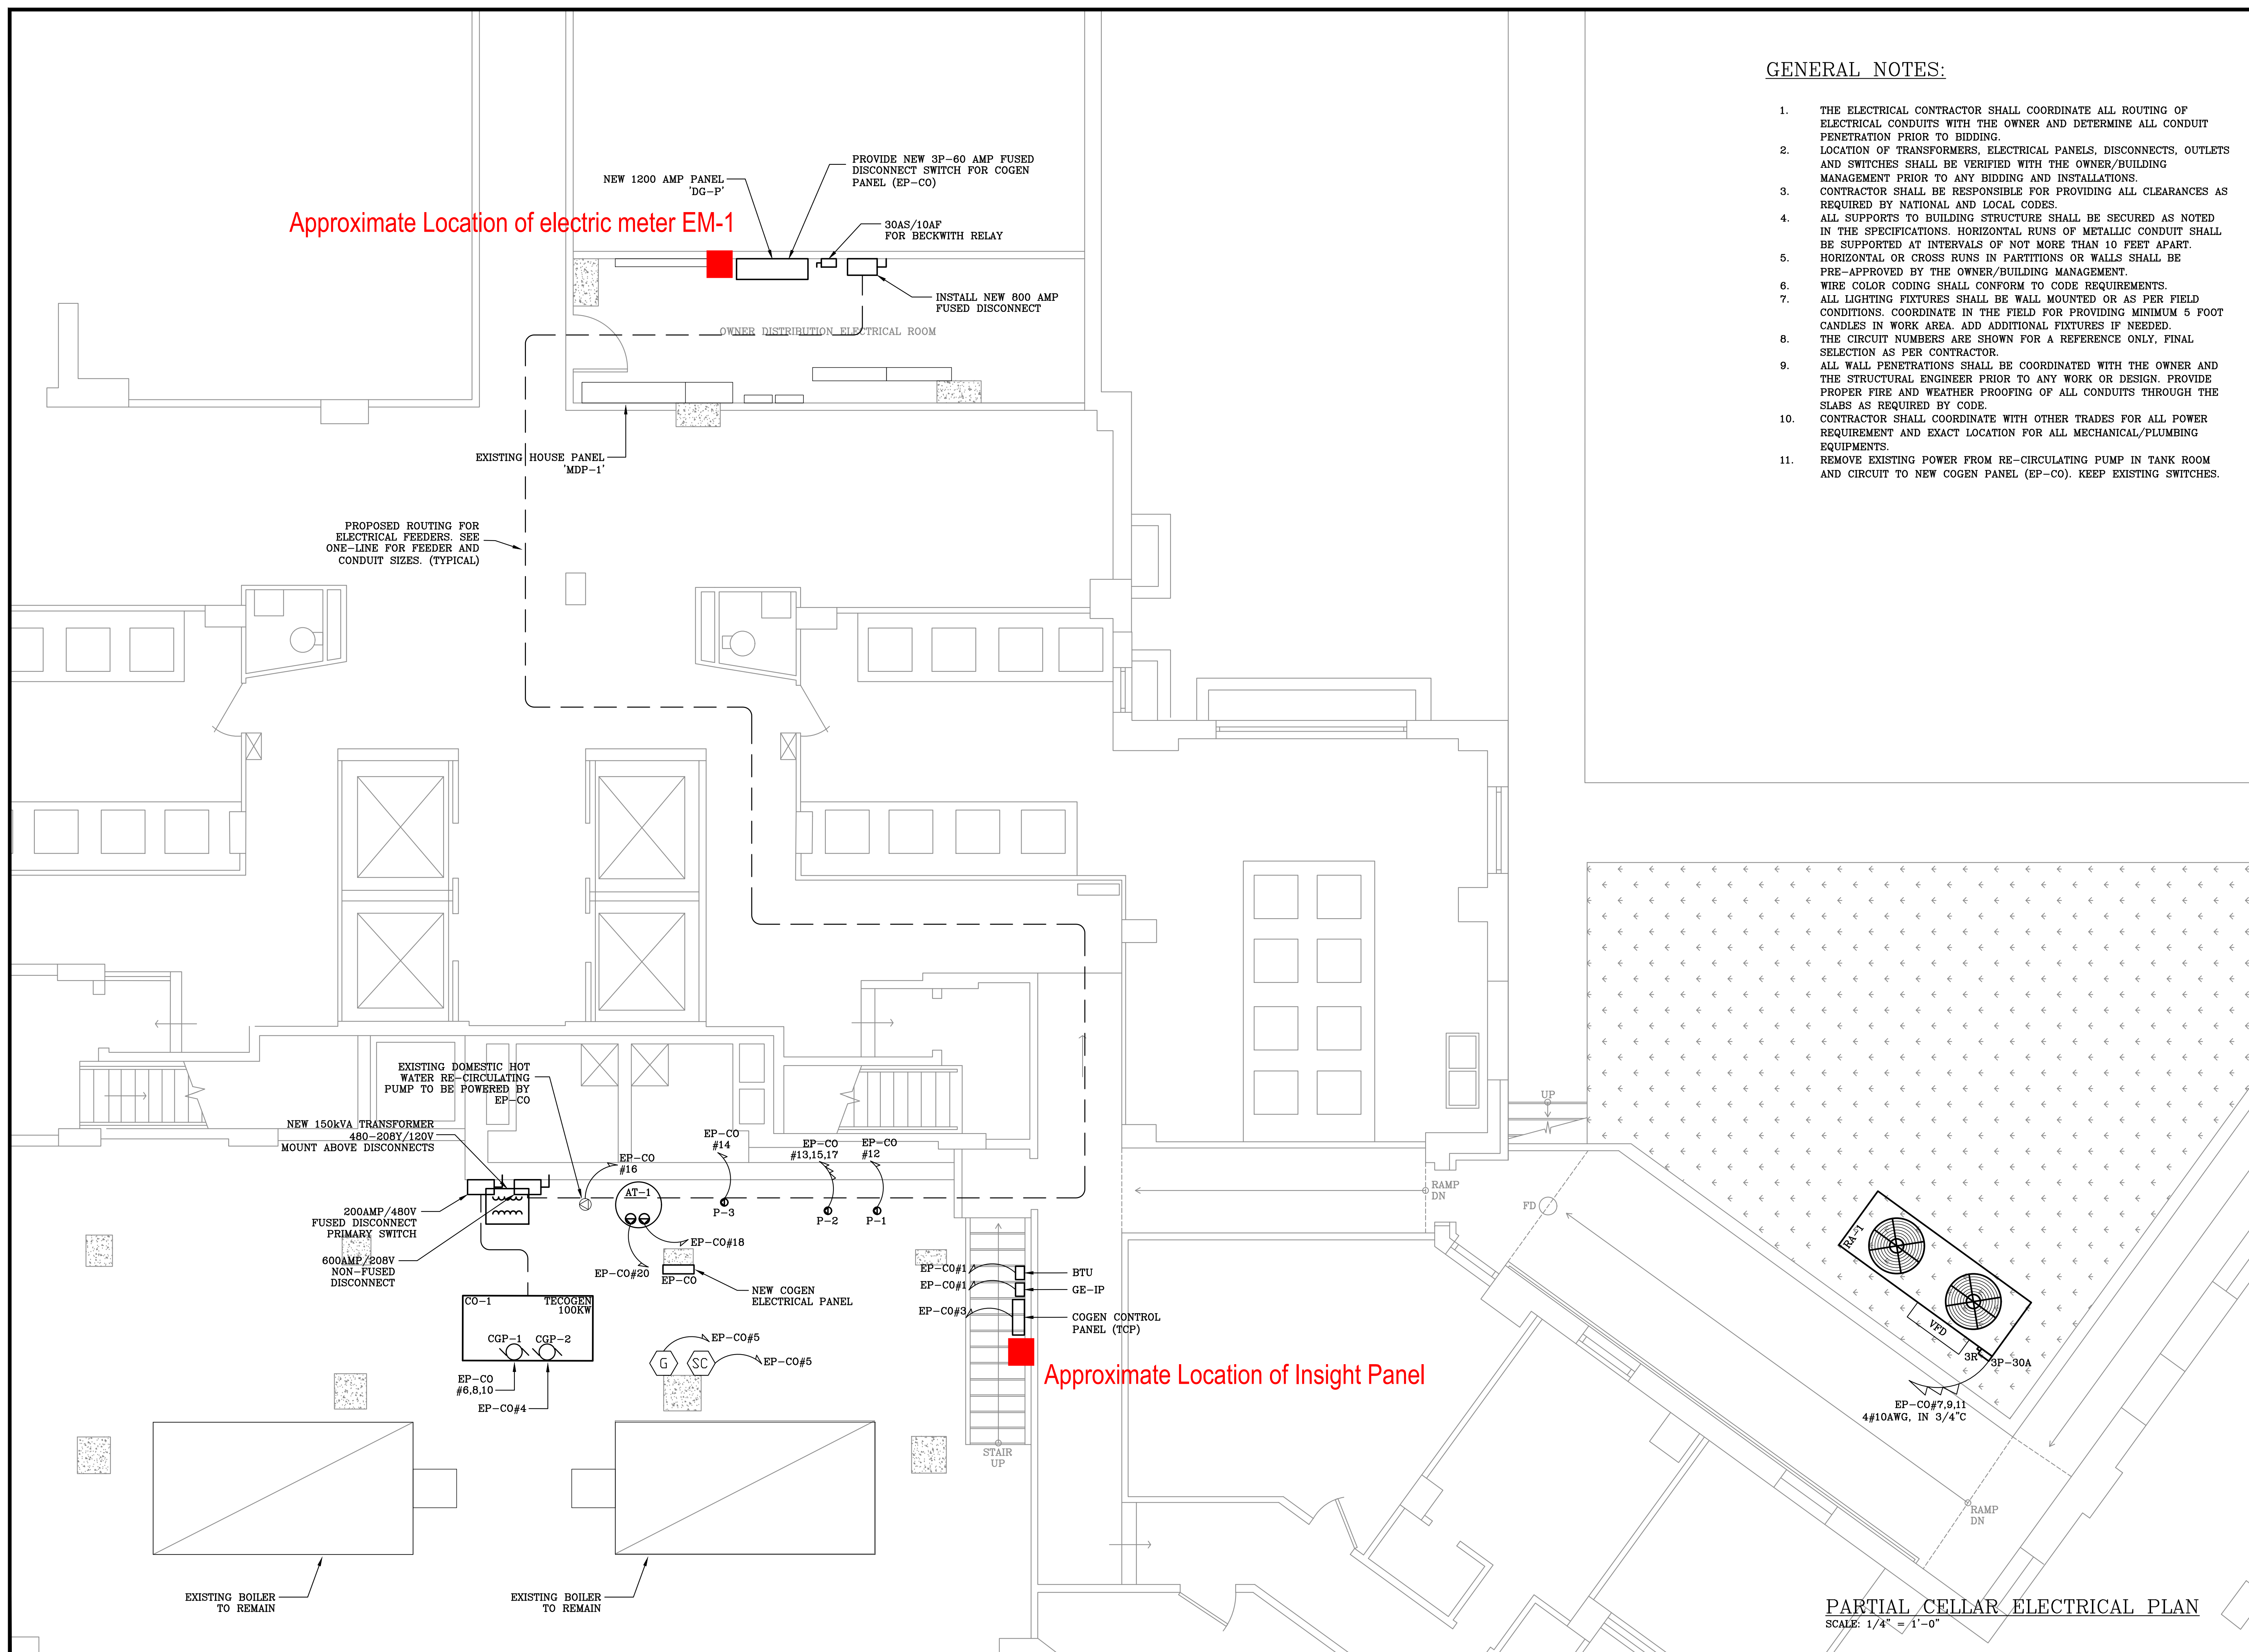 GENERAL NOTES:
1. THE ELECTRICAL CONTRACTOR SHALL COORDINATE ALL ROUTING OF
ELECTRICAL CONDUITS WITH THE OWNER AND DETERMINE ALL CONDUIT
PENETRATION PRIOR TO BIDDING.
2. LOCATION OF TRANSFORMERS, ELECTRICAL PANELS, DISCONNECTS, OUTLETS
AND SWITCHES SHALL BE VERIFIED WITH THE OWNER/BUILDING
MANAGEMENT PRIOR TO ANY BIDDING AND INSTALLATIONS.
3. CONTRACTOR SHALL BE RESPONSIBLE FOR PROVIDING ALL CLEARANCES AS
REQUIRED BY NATIONAL AND LOCAL CODES.
4. ALL SUPPORTS TO BUILDING STRUCTURE SHALL BE SECURED AS NOTED
IN THE SPECIFICATIONS. HORIZONTAL RUNS OF METALLIC CONDUIT SHALL
BE SUPPORTED AT INTERVALS OF NOT MORE THAN 10 FEET APART.
5. HORIZONTAL OR CROSS RUNS IN PARTITIONS OR WALLS SHALL BE
PRE-APPROVED BY THE OWNER/BUILDING MANAGEMENT.
6. WIRE COLOR CODING SHALL CONFORM TO CODE REQUIREMENTS.
7. ALL LIGHTING FIXTURES SHALL BE WALL MOUNTED OR AS PER FIELD
CONDITIONS. COORDINATE IN THE FIELD FOR PROVIDING MINIMUM 5 FOOT
CANDLES IN WORK AREA. ADD ADDITIONAL FIXTURES IF NEEDED.
8. THE CIRCUIT NUMBERS ARE SHOWN FOR A REFERENCE ONLY, FINAL
SELECTION AS PER CONTRACTOR.
9. ALL WALL PENETRATIONS SHALL BE COORDINATED WITH THE OWNER AND
THE STRUCTURAL ENGINEER PRIOR TO ANY WORK OR DESIGN. PROVIDE
PROPER FIRE AND WEATHER PROOFING OF ALL CONDUITS THROUGH THE
SLABS AS REQUIRED BY CODE.
10. CONTRACTOR SHALL COORDINATE WITH OTHER TRADES FOR ALL POWER
REQUIREMENT AND EXACT LOCATION FOR ALL MECHANICAL/PLUMBING
EQUIPMENTS.
11. REMOVE EXISTING POWER FROM RE-CIRCULATING PUMP IN TANK ROOM
AND CIRCUIT TO NEW COGEN PANEL (EP-CO). KEEP EXISTING SWITCHES.
PROVIDE NEW 3P-60 AMP FUSED
DISCONNECT SWITCH FOR COGEN
PANEL (EP-CO)
NEW 1200 AMP PANEL
'DG-P'
Approximate Location of electric meter EM-1
30AS/10AF
FOR BECKWITH RELAY
INSTALL NEW 800 AMP
FUSED DISCONNECT
OWNER DISTRIBUTION ELECTRICAL ROOM
EXISTING HOUSE PANEL
'MDP-1'
PROPOSED ROUTING FOR
ELECTRICAL FEEDERS. SEE
ONE-LINE FOR FEEDER AND
CONDUIT SIZES. (TYPICAL)
EXISTING DOMESTIC HOT
WATER RE-CIRCULATING
PUMP TO BE POWERED BY
EP-CO
NEW 150kVA TRANSFORMER
480-208Y/120V
MOUNT ABOVE DISCONNECTS
EP-CO
#16
EP-CO
#14
EP-CO
#13,15,17
EP-CO
#12
AT-1
P-3
P-2
P-1
200AMP/480V
FUSED DISCONNECT
PRIMARY SWITCH
600AMP/208V
NON-FUSED
DISCONNECT
EP-CO#18
EP-CO#20
EP-CO
NEW COGEN
ELECTRICAL PANEL
EP-CO#1
BTU
EP-CO#1
GE-IP
EP-CO#3
COGEN CONTROL
PANEL (TCP)
CO-1
TECOGEN
100KW
CGP-1
CGP-2
EP-CO
#6,8,10
EP-CO#4
EP-CO#5
G
SC
EP-CO#5
Approximate Location of Insight Panel
STAIR
UP
UP
RAMP
DN
FD
RA-1
VFD
3R
3P-30A
EP-CO#7,9,11
4#10AWG, IN 3/4"C
RAMP
DN
EXISTING BOILER
TO REMAIN
EXISTING BOILER
TO REMAIN
PARTIAL CELLAR ELECTRICAL PLAN
SCALE: 1/4" = 1'-0"